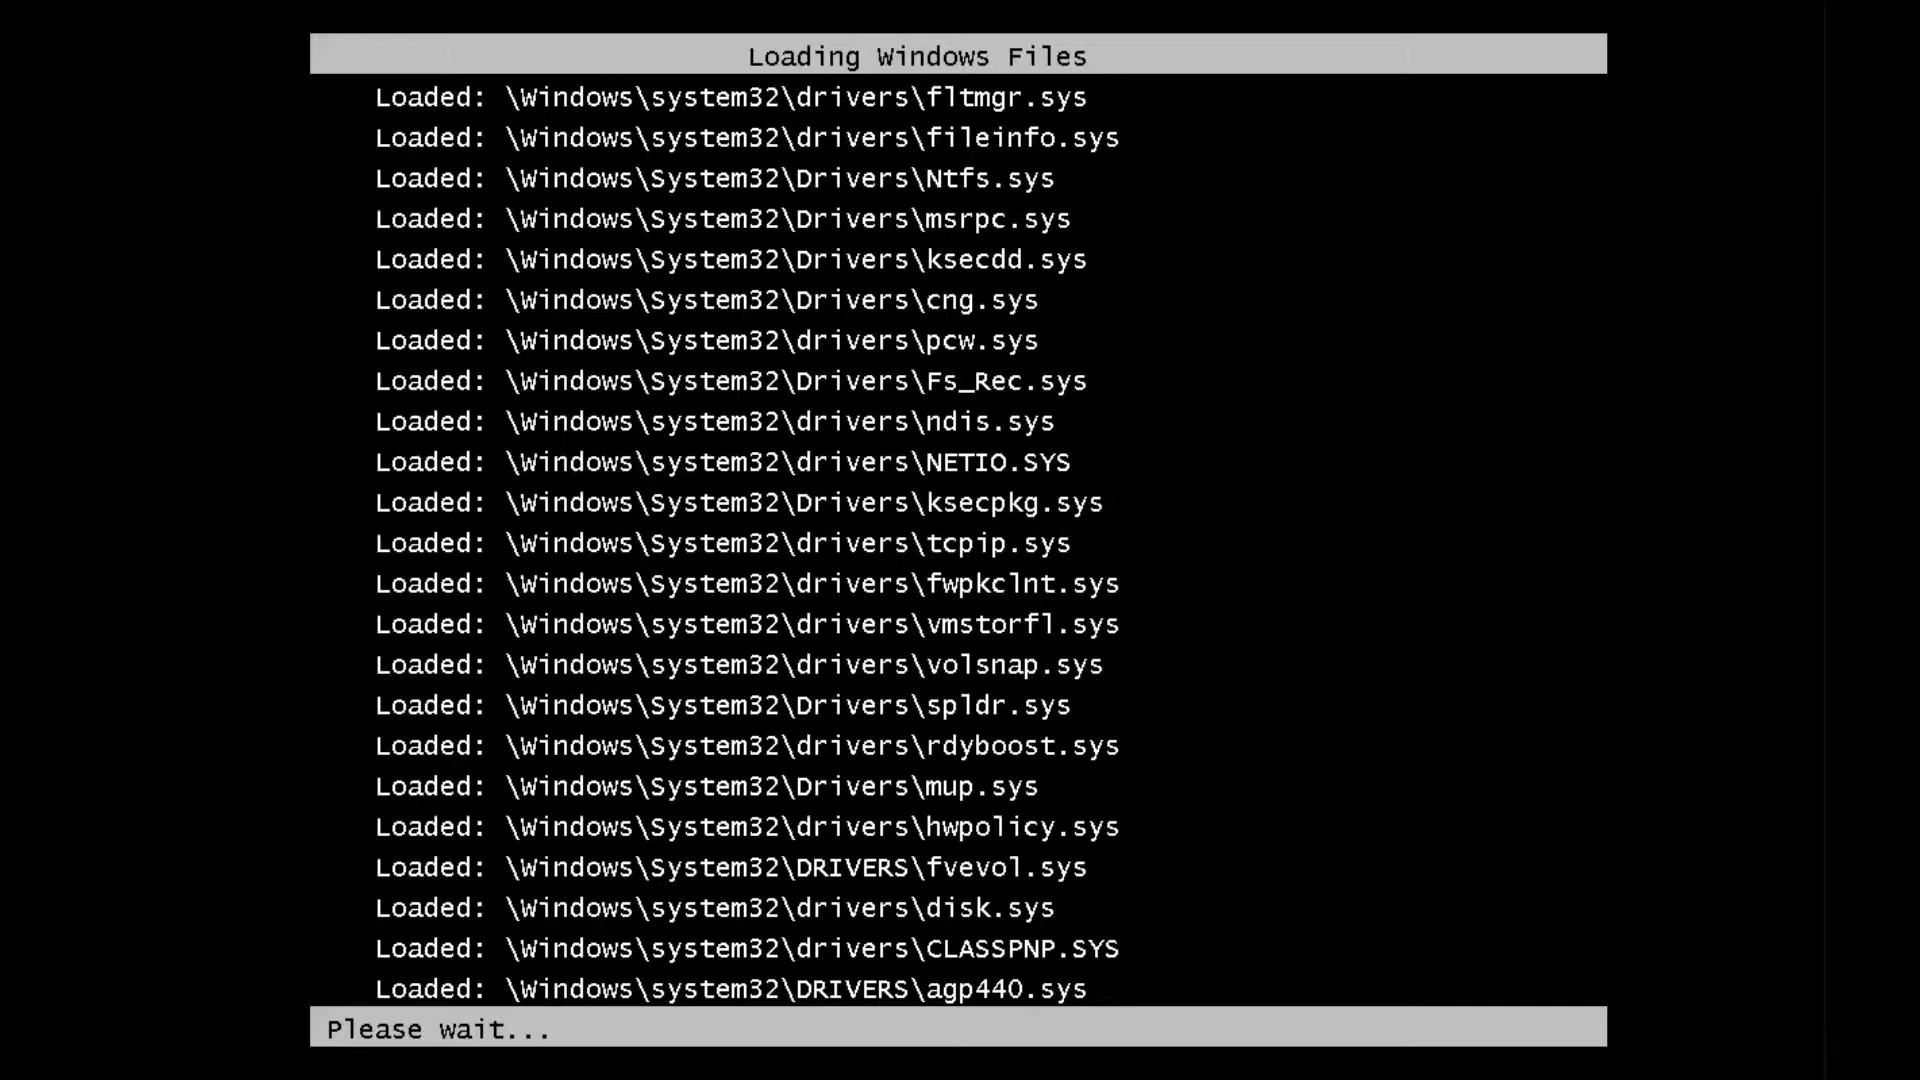 Loading Windows Files
Loaded: \Windows\system32\drivers\fltmgr.sys
Loaded: \Windows\system32\drivers\fileinfo.sys
Loaded: \Windows\System32\Drivers\Ntfs.sys
Loaded: \Windows\System32\Drivers\msrpc.sys
Loaded: \Windows\System32\Drivers\ksecdd.sys
Loaded: \Windows\System32\Drivers\cng.sys
Loaded: \Windows\System32\drivers\pcw.sys
Loaded: \Windows\System32\Drivers\Fs_Rec.sys
Loaded: \Windows\system32\drivers\ndis.sys
Loaded: \Windows\system32\drivers\NETIO.SYS
Loaded: \Windows\System32\Drivers\ksecpkg.sys
Loaded: \Windows\System32\drivers\tcpip.sys
Loaded: \Windows\System32\drivers\fwpkclnt.sys
Loaded: \Windows\system32\drivers\vmstorfl.sys
Loaded: \Windows\system32\drivers\volsnap.sys
Loaded: \Windows\System32\Drivers\spldr.sys
Loaded: \Windows\System32\drivers\rdyboost.sys
Loaded: \Windows\System32\Drivers\mup.sys
Loaded: \Windows\System32\drivers\hwpolicy.sys
Loaded: \Windows\System32\DRIVERS\fvevol.sys
Loaded: \Windows\system32\drivers\disk.sys
Loaded: \Windows\system32\drivers\CLASSPNP.SYS
Loaded: \Windows\system32\DRIVERS\agp440.sys
Please wait...